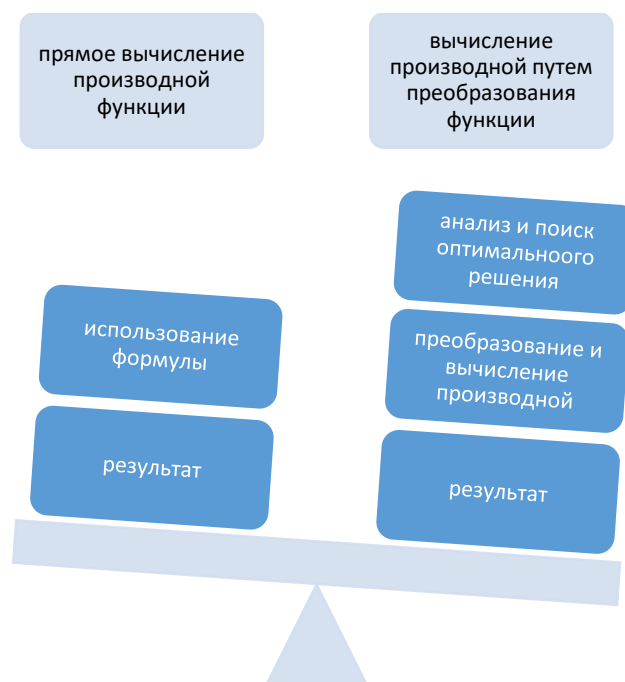 прямое вычисление
производной
функции
вычисление
производной путем
преобразования
функции
использование
формулы
результат
анализ и поиск
оптимальноого
решения
преобразование и
вычисление
производной
результат